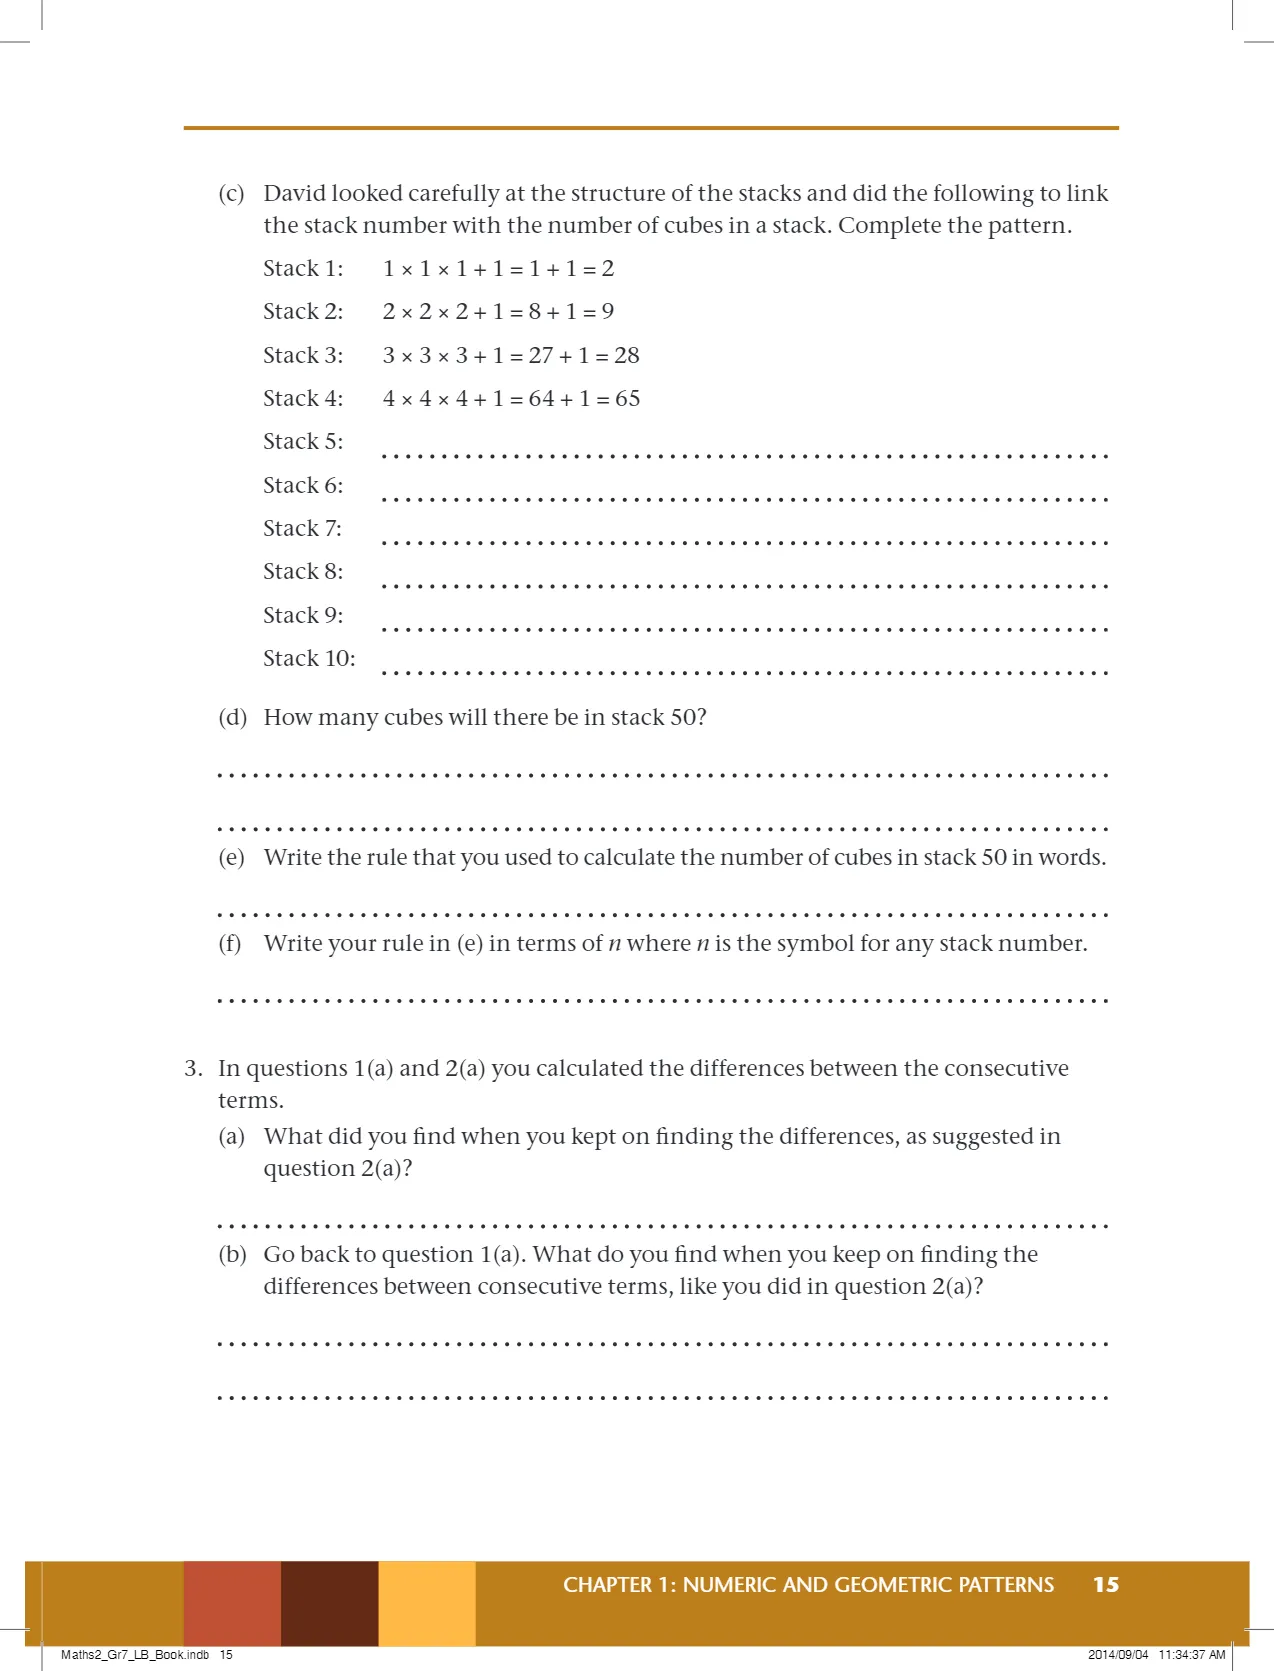 (c) David looked carefully at the structure of the stacks and did the following to link
the stack number with the number of cubes in a stack. Complete the pattern.
Stack 1: 1 × 1 × 1 + 1 = 1 + 1 = 2
Stack 2: 2 × 2 × 2 + 1 = 8 + 1 = 9
Stack 3: 3 × 3 × 3 + 1 = 27 + 1 = 28
Stack 4: 4 × 4 × 4 + 1 = 64 + 1 = 65
Stack 5:
Stack 6:
Stack 7:
Stack 8:
Stack 9:
Stack 10:
(d) How many cubes will there be in stack 50?
(e) Write the rule that you used to calculate the number of cubes in stack 50 in words.
(f) Write your rule in (e) in terms of n where n is the symbol for any stack number.
3. In questions 1(a) and 2(a) you calculated the differences between the consecutive
terms.
(a) What did you find when you kept on finding the differences, as suggested in
question 2(a)?
(b) Go back to question 1(a). What do you find when you keep on finding the
differences between consecutive terms, like you did in question 2(a)?
CHAPTER 1: NUMERIC AND GEOMETRIC PATTERNS 15
Maths2_Gr7_LB_Book.indb 15 2014/09/04 11:34:37 AM